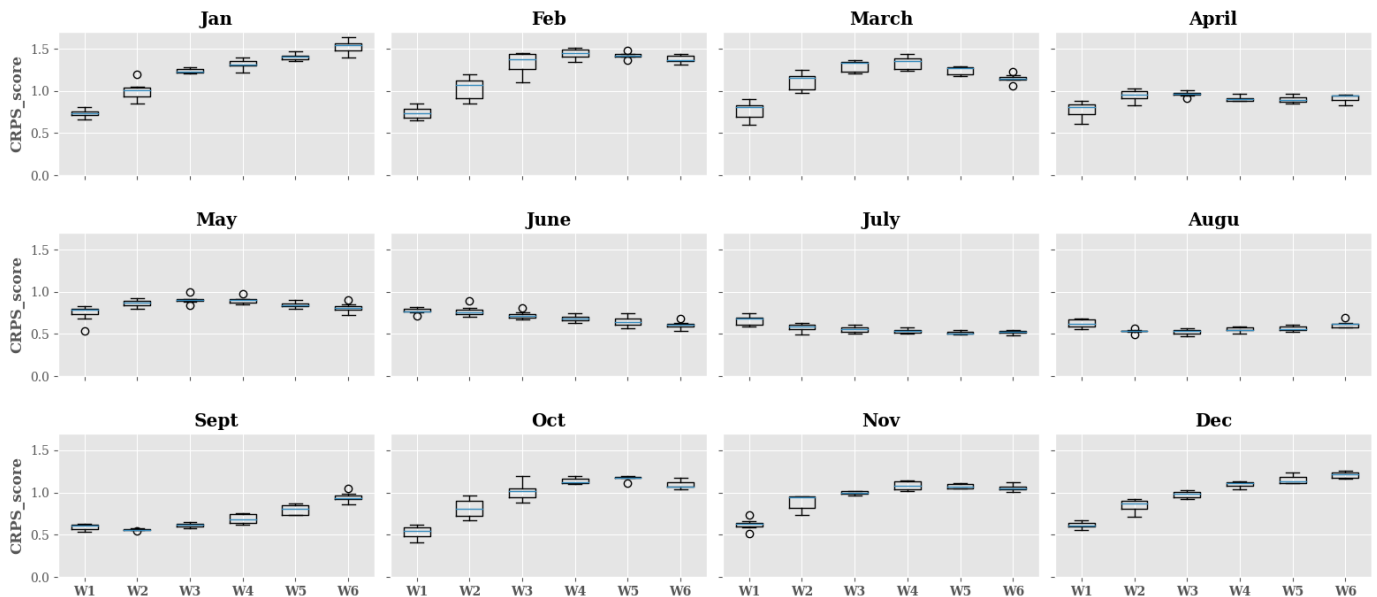 Jan Feb March April
CRPS_score
1.5
1.0
0.5
0.0
May June July Augu
CRPS_score
1.5
1.0
0.5
0.0
Sept Oct Nov Dec
CRPS_score
1.5
1.0
0.5
0.0
W1 W2 W3 W4 W5 W6 W1 W2 W3 W4 W5 W6 W1 W2 W3 W4 W5 W6 W1 W2 W3 W4 W5 W6